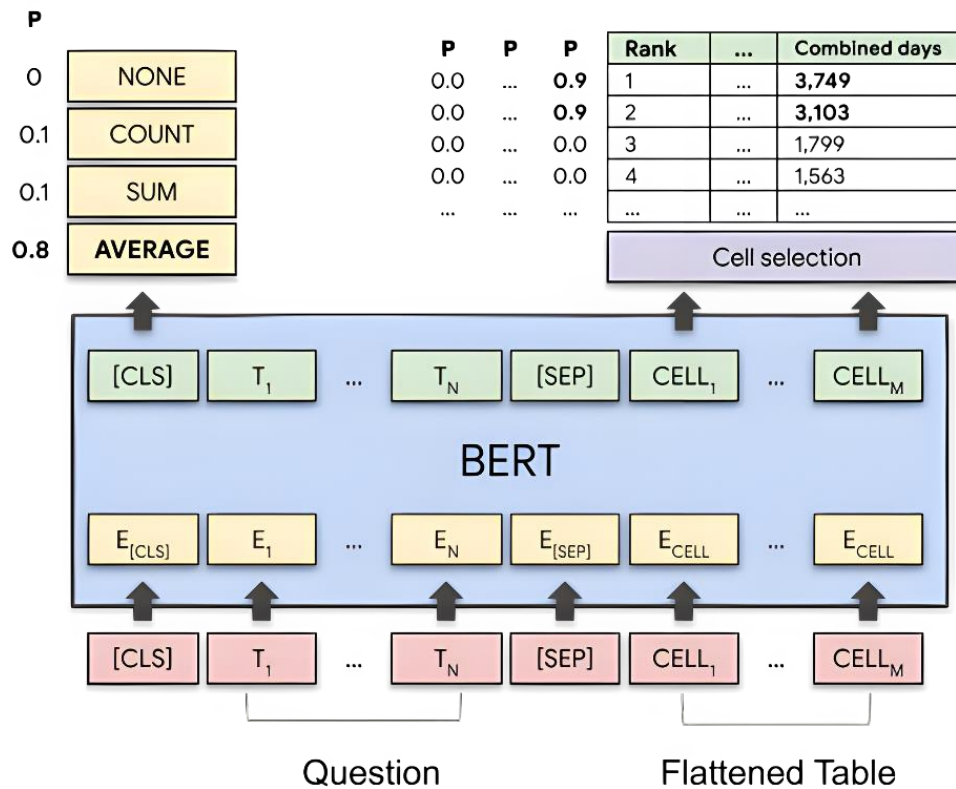 P
0 NONE
0.1 COUNT
0.1 SUM
0.8 AVERAGE
P P P Rank ... Combined days
0.0 ... 0.9 1 ... 3,749
0.0 ... 0.9 2 ... 3,103
0.0 ... 0.0 3 ... 1,799
0.0 ... 0.0 4 ... 1,563
... ... ... ... ... ...
Cell selection
[CLS] T1 ... TN [SEP] CELL1 ... CELLM
BERT
E[CLS] E1 ... EN E[SEP] ECELL ... ECELL
[CLS] T1 ... TN [SEP] CELL1 ... CELLM
Question Flattened Table